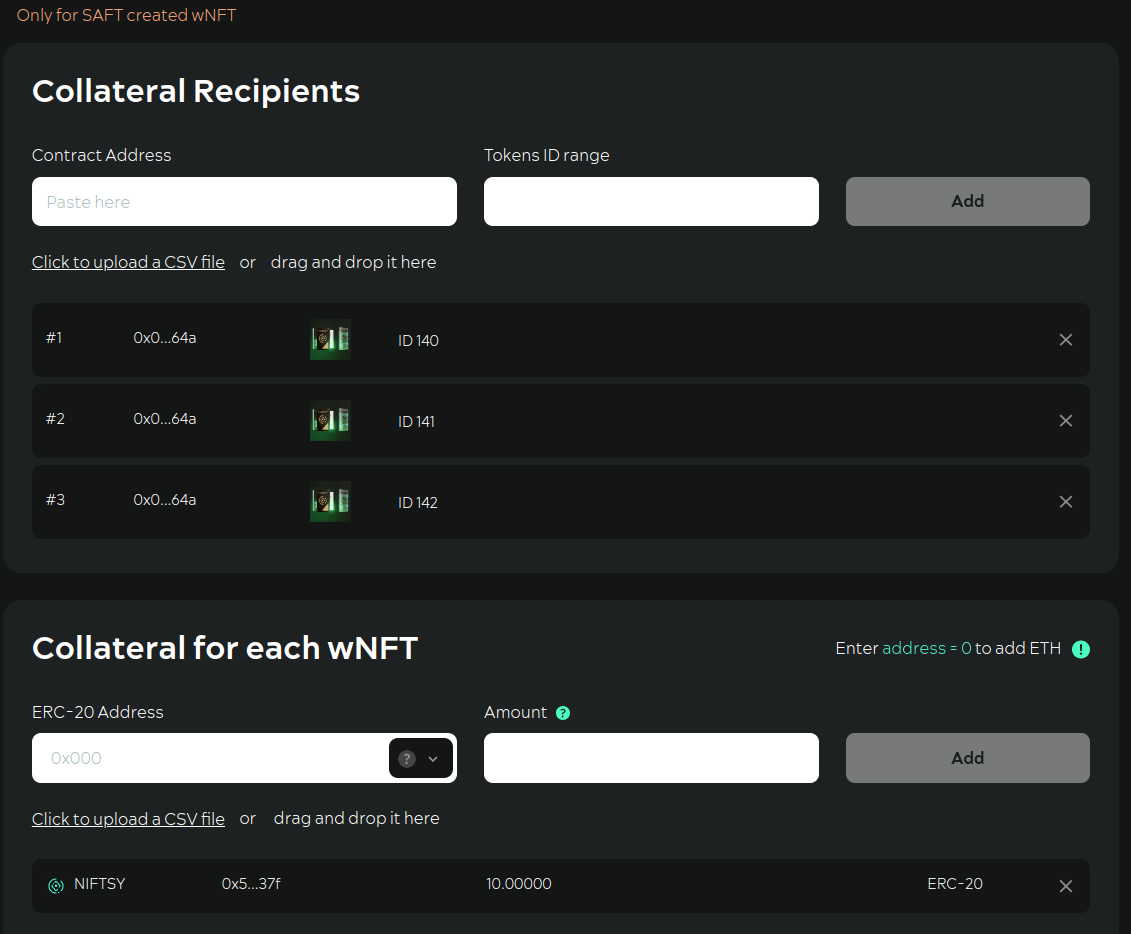 Only for SAFT created wNFT
Collateral Recipients
Contract Address
Tokens ID range
Paste here
Add
Click to upload a CSV file or drag and drop it here
#1 0x0...64a ID 140
#2 0x0...64a ID 141
#3 0x0...64a ID 142
Collateral for each wNFT
Enter address = 0 to add ETH !
ERC-20 Address
Amount ?
0x000 ?
Add
Click to upload a CSV file or drag and drop it here
NIFTSY 0x5...37f 10.00000 ERC-20